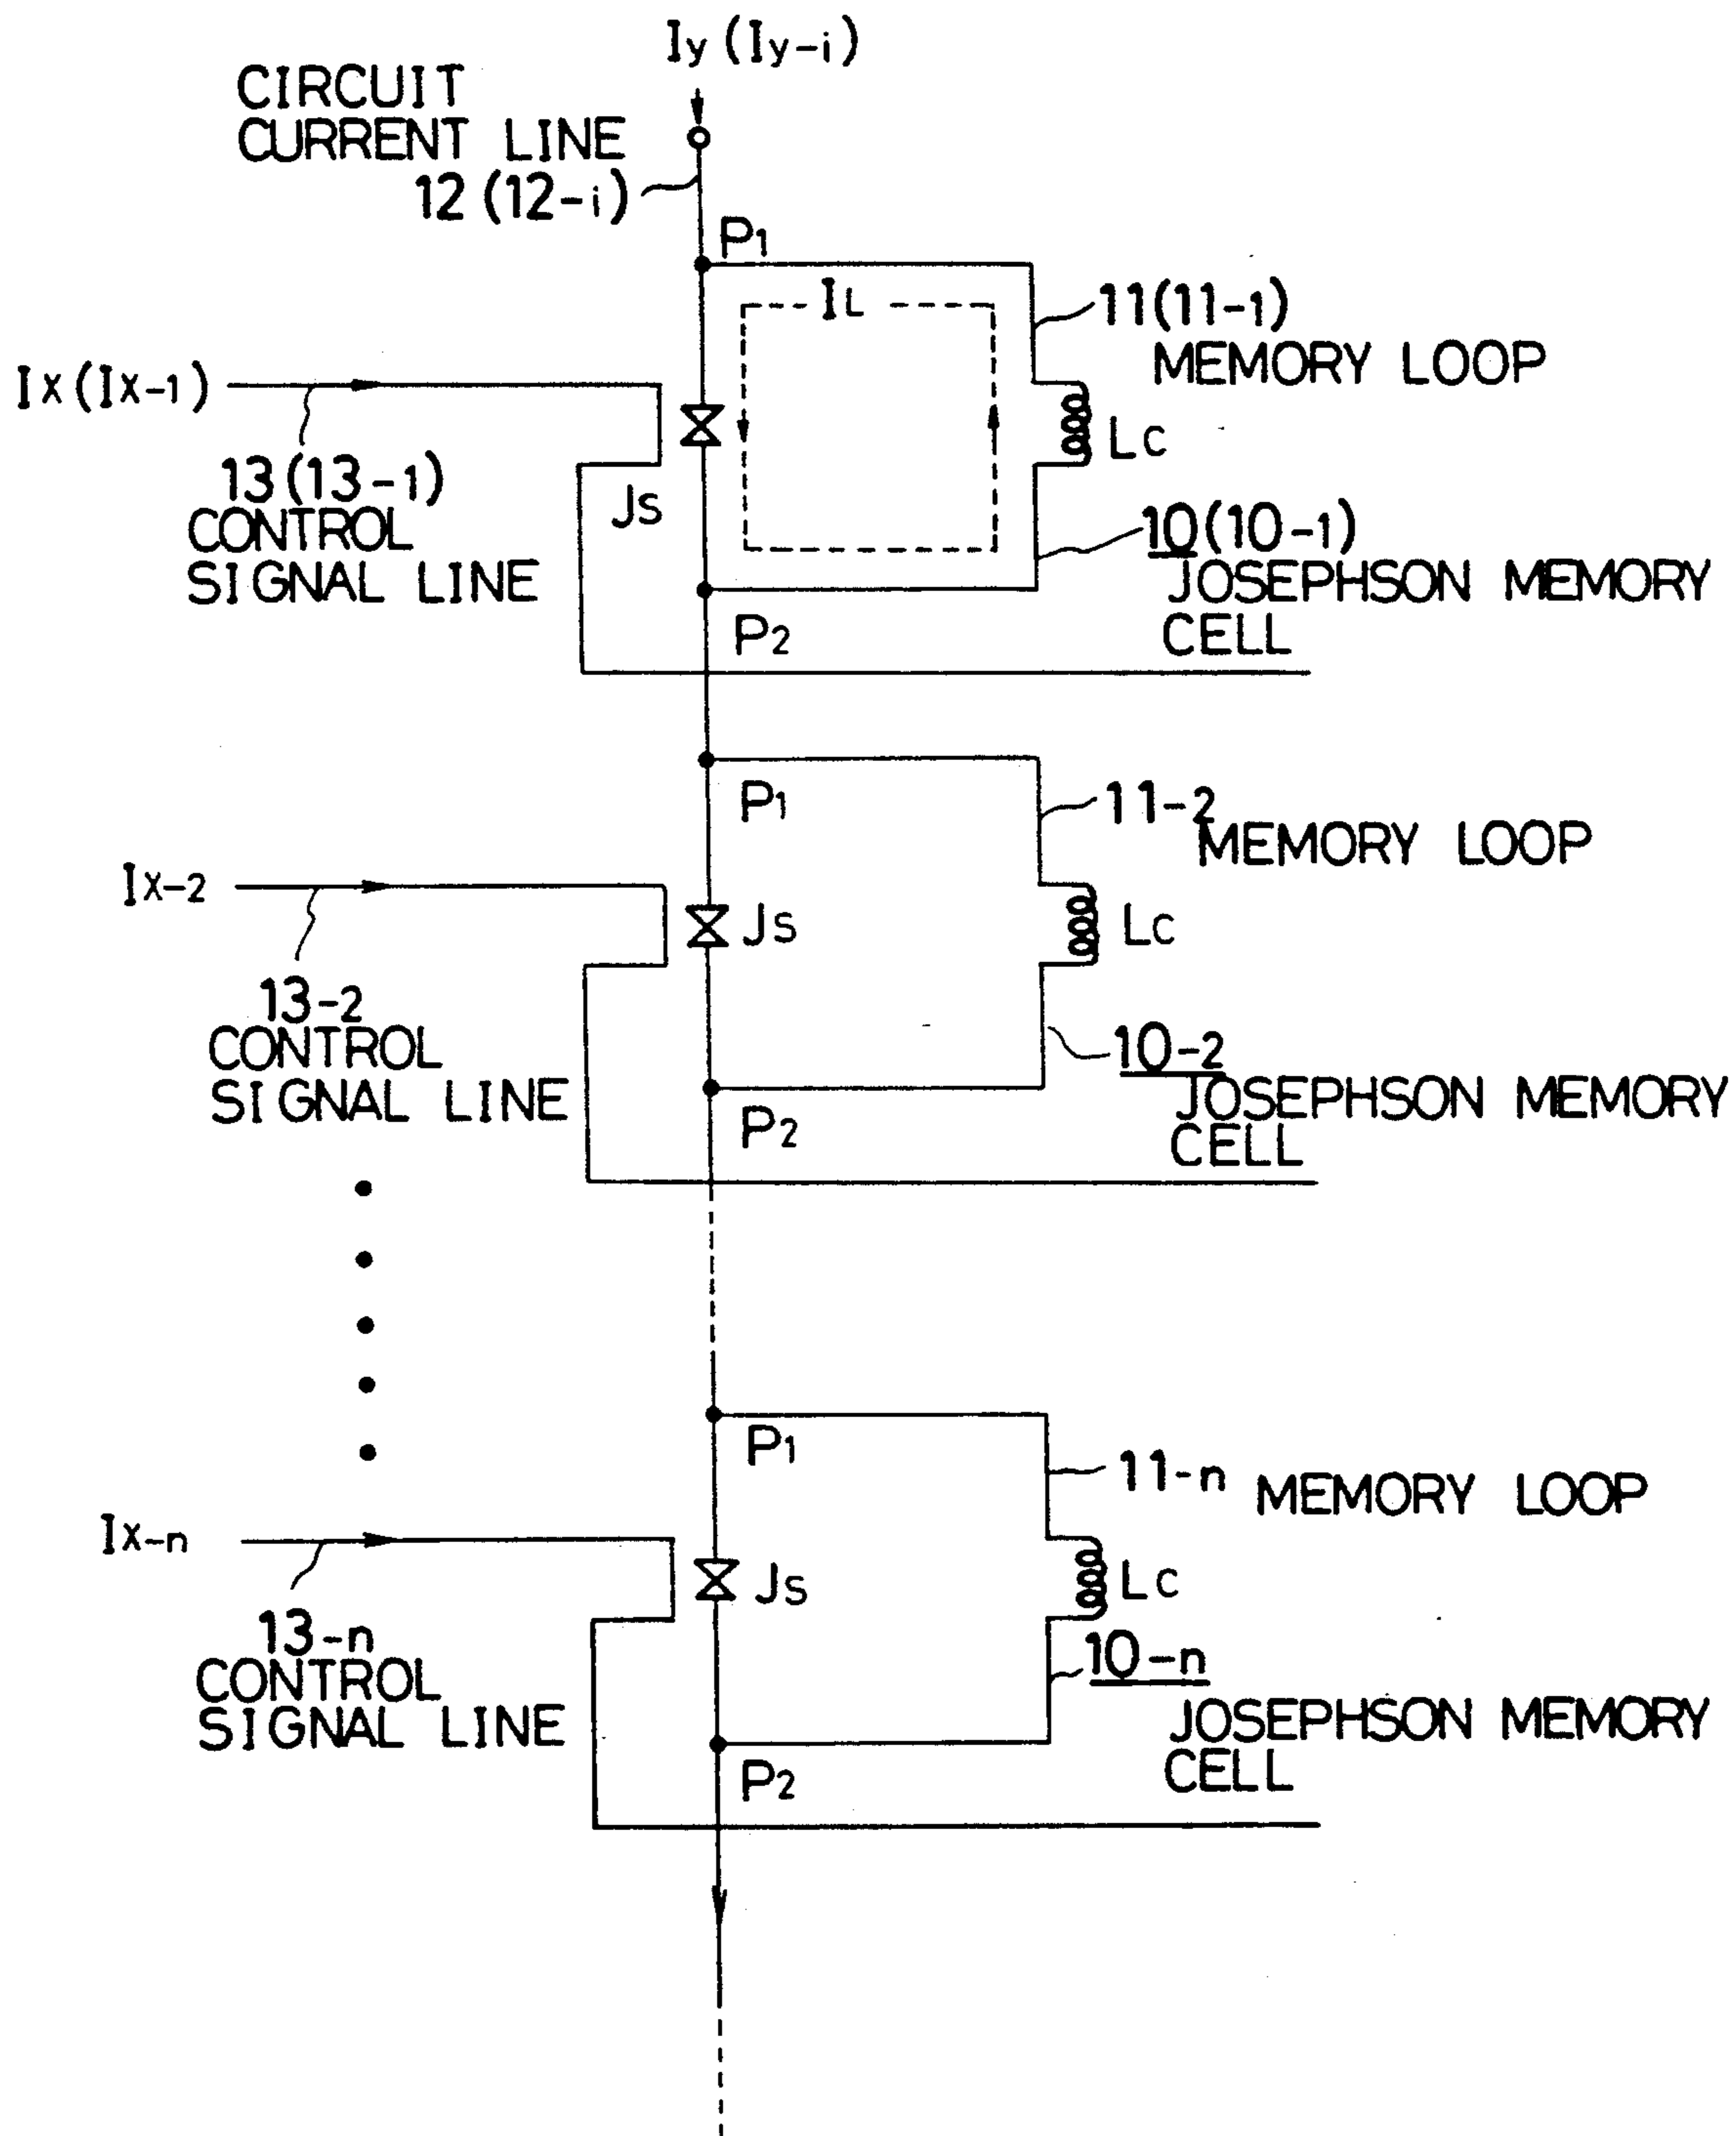 Iy (Iy-i)
CIRCUIT
CURRENT LINE
12 (12-i)
P1
IL
11(11-1)
MEMORY LOOP
Ix (Ix-1)
Lc
13 (13-1)
CONTROL
SIGNAL LINE
Js
10(10-1)
JOSEPHSON MEMORY
CELL
P2
P1
11-2
MEMORY LOOP
Ix-2
Js
Lc
13-2
CONTROL
SIGNAL LINE
10-2
JOSEPHSON MEMORY
CELL
P2
P1
11-n
MEMORY LOOP
Ix-n
Js
Lc
13-n
CONTROL
SIGNAL LINE
10-n
JOSEPHSON MEMORY
CELL
P2